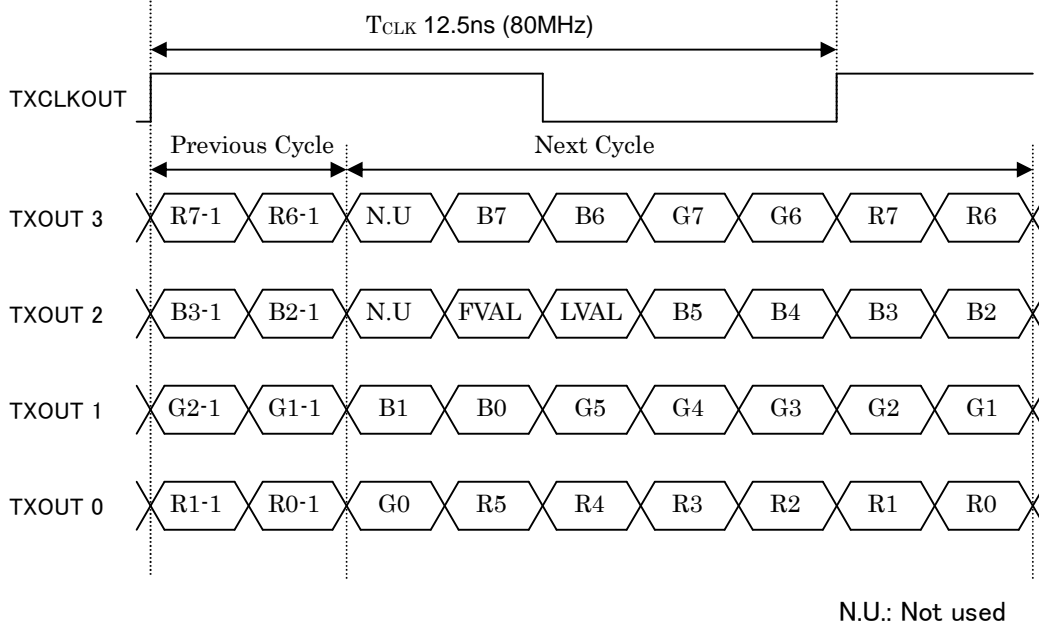 TCLK 12.5ns (80MHz)
TXCLKOUT
Previous Cycle Next Cycle
TXOUT 3 R7-1 R6-1 N.U B7 B6 G7 G6 R7 R6
TXOUT 2 B3-1 B2-1 N.U FVAL LVAL B5 B4 B3 B2
TXOUT 1 G2-1 G1-1 B1 B0 G5 G4 G3 G2 G1
TXOUT 0 R1-1 R0-1 G0 R5 R4 R3 R2 R1 R0
N.U.: Not used